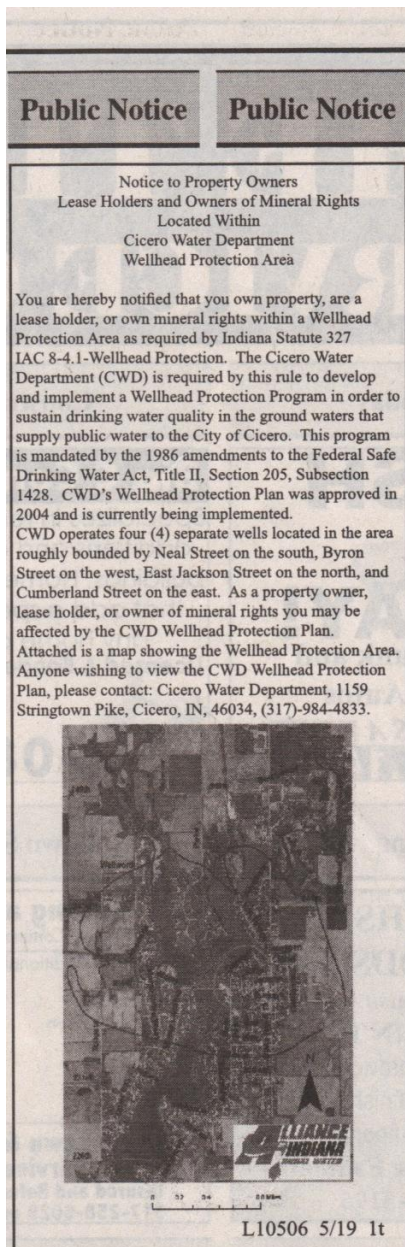 Public Notice
Public Notice
Notice to Property Owners
Lease Holders and Owners of Mineral Rights
Located Within
Cicero Water Department
Wellhead Protection Area
You are hereby notified that you own property, are a
lease holder, or own mineral rights within a Wellhead
Protection Area as required by Indiana Statute 327
IAC 8-4.1-Wellhead Protection. The Cicero Water
Department (CWD) is required by this rule to develop
and implement a Wellhead Protection Program in order to
sustain drinking water quality in the ground waters that
supply public water to the City of Cicero. This program
is mandated by the 1986 amendments to the Federal Safe
Drinking Water Act, Title II, Section 205, Subsection
1428. CWD's Wellhead Protection Plan was approved in
2004 and is currently being implemented.
CWD operates four (4) separate wells located in the area
roughly bounded by Neal Street on the south, Byron
Street on the west, East Jackson Street on the north, and
Cumberland Street on the east. As a property owner,
lease holder, or owner of mineral rights you may be
affected by the CWD Wellhead Protection Plan.
Attached is a map showing the Wellhead Protection Area.
Anyone wishing to view the CWD Wellhead Protection
Plan, please contact: Cicero Water Department, 1159
Stringtown Pike, Cicero, IN, 46034, (317)-984-4833.
N
ALLIANCE
INDIANA
RURAL WATER
L10506 5/19 1t